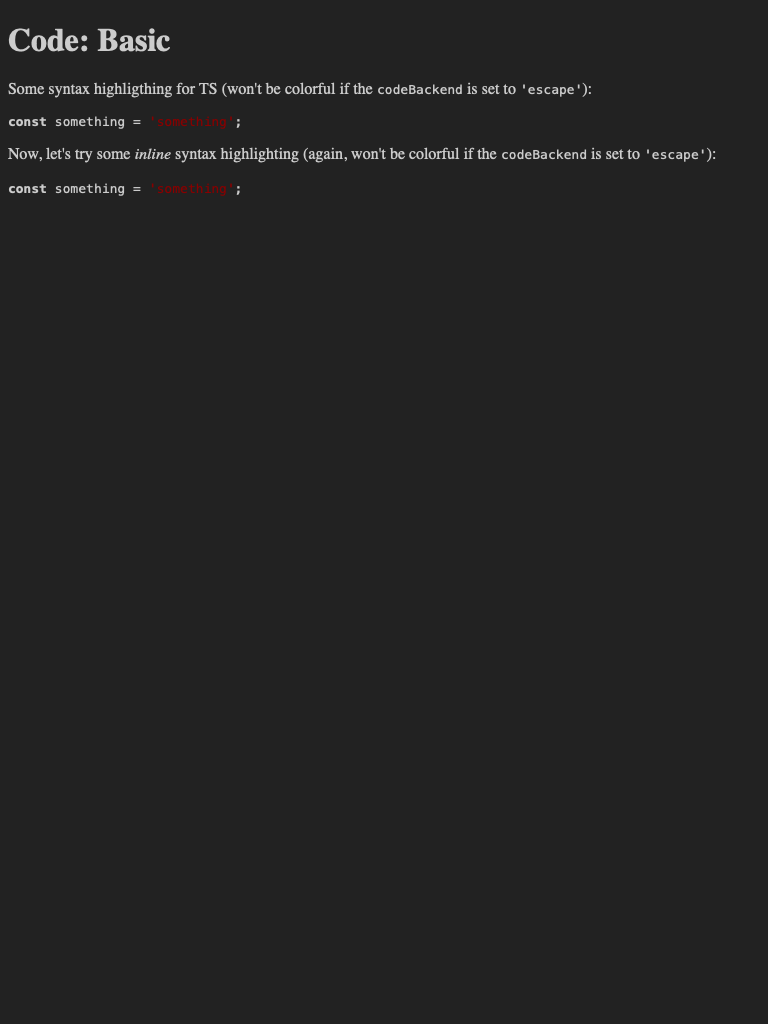 Code: Basic
Some syntax highligthing for TS (won't be colorful if the codeBackend is set to 'escape'):
const something = 'something';
Now, let's try some inline syntax highlighting (again, won't be colorful if the codeBackend is set to 'escape'):
const something = 'something';